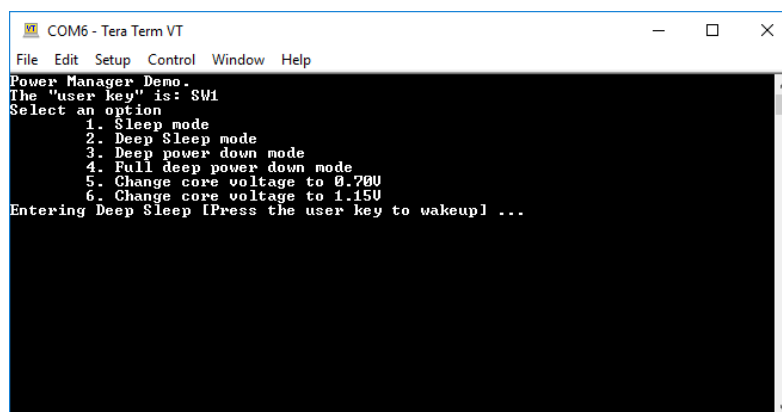 COM6 - Tera Term VT
File Edit Setup Control Window Help
Power Manager Demo.
The "user key" is: SW1
Select an option
1. Sleep mode
2. Deep Sleep mode
3. Deep power down mode
4. Full deep power down mode
5. Change core voltage to 0.70V
6. Change core voltage to 1.15V
Entering Deep Sleep [Press the user key to wakeup] ...